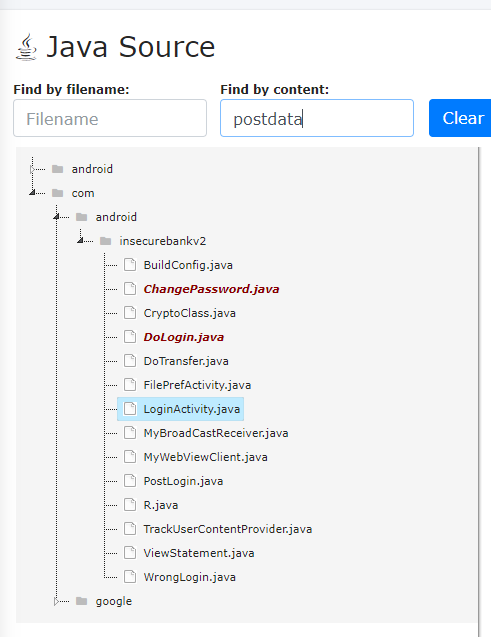 Java Source
Find by filename: Find by content:
Filename postdata Clear
android
com
android
insecurebankv2
BuildConfig.java
ChangePassword.java
CryptoClass.java
DoLogin.java
DoTransfer.java
FilePrefActivity.java
LoginActivity.java
MyBroadCastReceiver.java
MyWebViewClient.java
PostLogin.java
R.java
TrackUserContentProvider.java
ViewStatement.java
WrongLogin.java
google